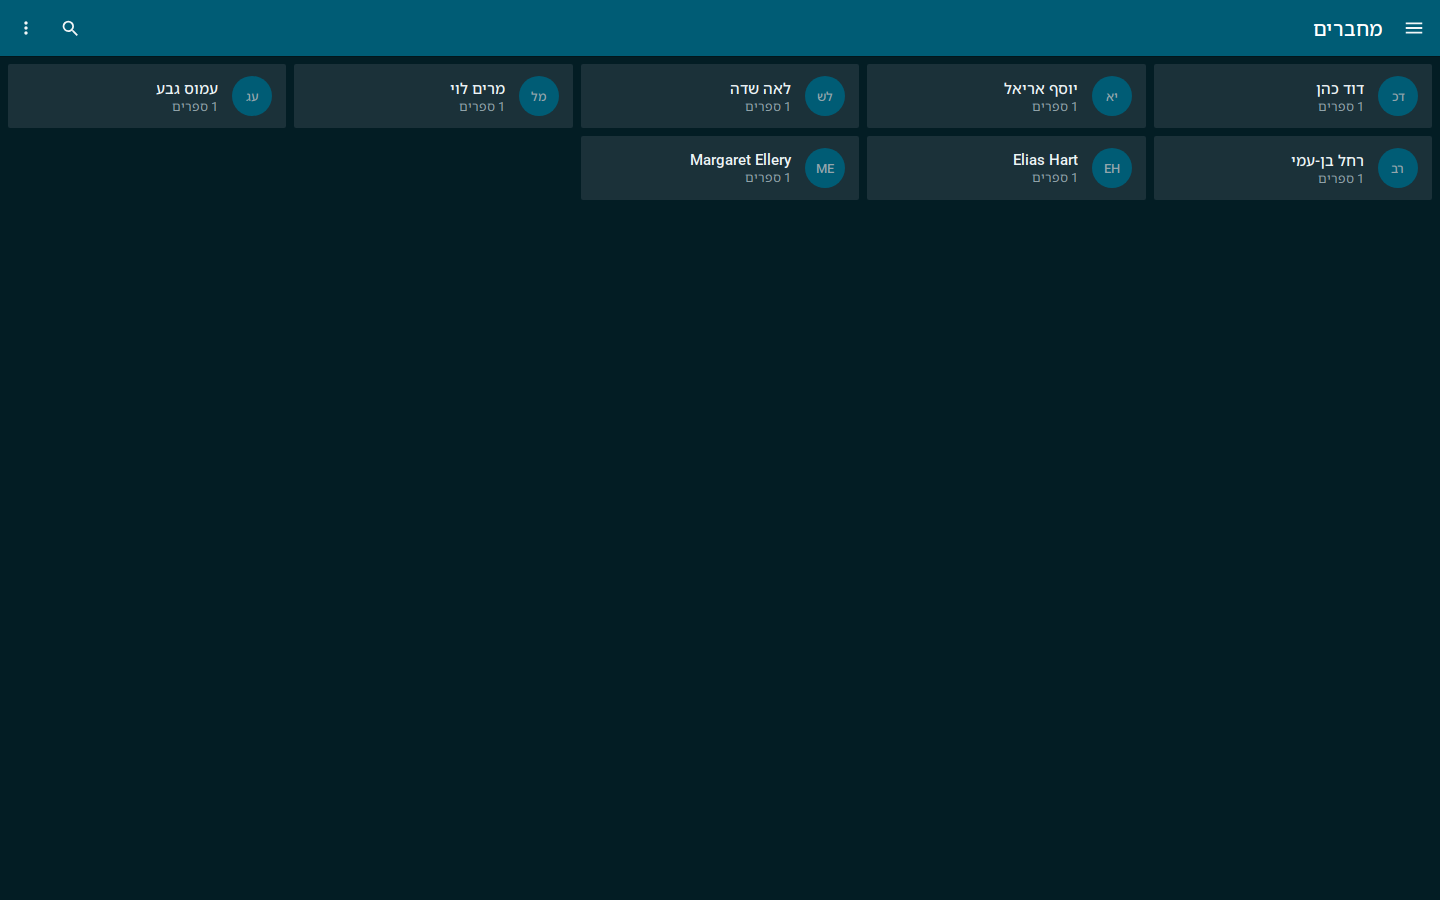 מחברים
דכ
דוד כהן
1 ספרים
יא
יוסף אריאל
1 ספרים
לש
לאה שדה
1 ספרים
מל
מרים לוי
1 ספרים
עג
עמוס גבע
1 ספרים
רב
רחל בן-עמי
1 ספרים
EH
Elias Hart
1 ספרים
ME
Margaret Ellery
1 ספרים